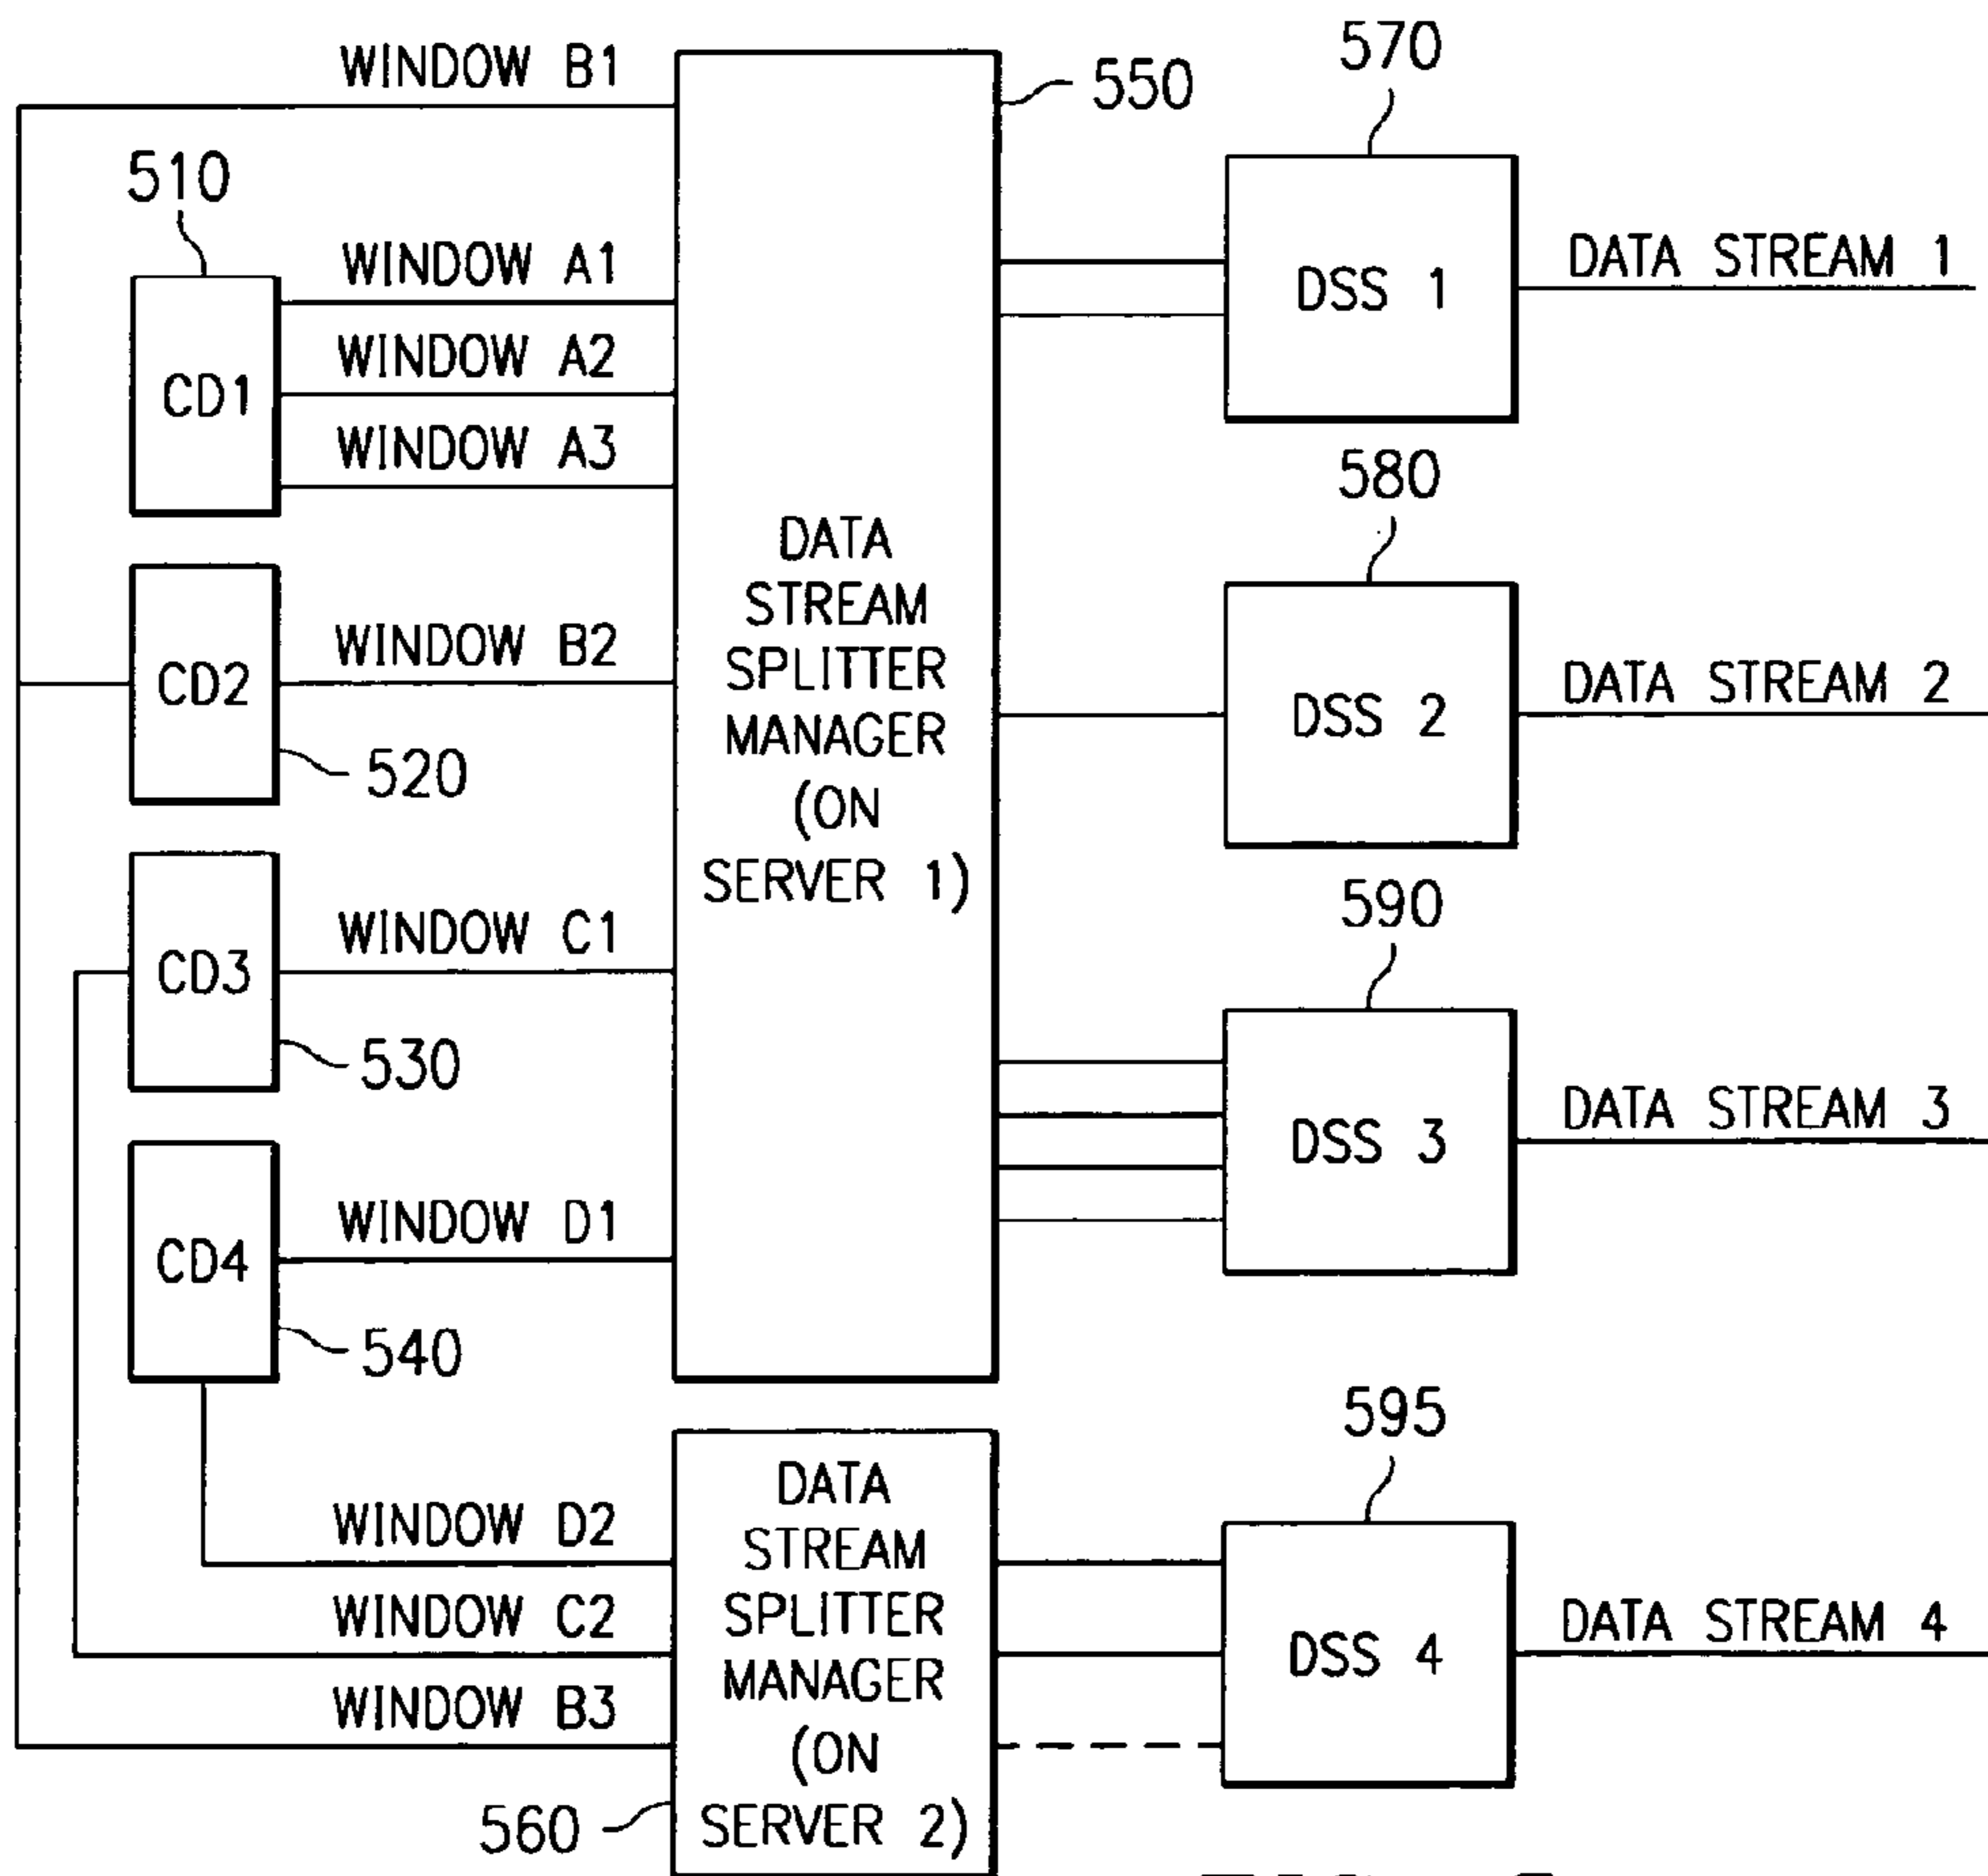 WINDOW B1
550
570
510
WINDOW A1
WINDOW A2
WINDOW A3
CD1
DSS 1
DATA STREAM 1
580
CD2
WINDOW B2
520
DATA
STREAM
SPLITTER
MANAGER
(ON
SERVER 1)
DSS 2
DATA STREAM 2
590
CD3
WINDOW C1
530
DSS 3
DATA STREAM 3
CD4
WINDOW D1
540
595
WINDOW D2
WINDOW C2
WINDOW B3
DATA
STREAM
SPLITTER
MANAGER
(ON
SERVER 2)
560
DSS 4
DATA STREAM 4